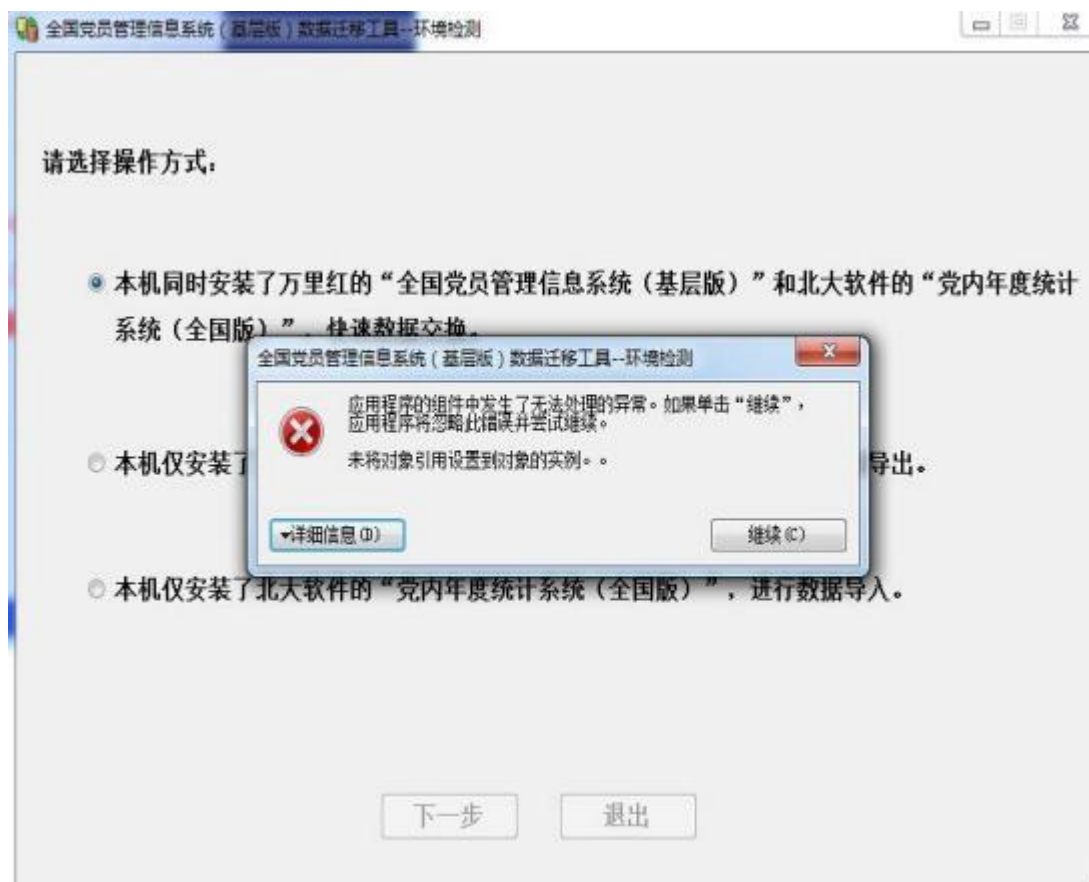 全国党员管理信息系统(基层版)数据迁移工具--环境检测
请选择操作方式:
本机同时安装了万里红的“全国党员管理信息系统(基层版)”和北大软件的“党内年度统计
系统(全国版)”,快速数据交换。
全国党员管理信息系统(基层版)数据迁移工具--环境检测
应用程序的组件中发生了无法处理的异常。如果单击“继续”,
应用程序将忽略此错误并尝试继续。
未将对象引用设置到对象的实例。。
本机仅安装了
导出。
详细信息(D)
继续(C)
本机仅安装了北大软件的“党内年度统计系统(全国版)”,进行数据导入。
下一步
退出